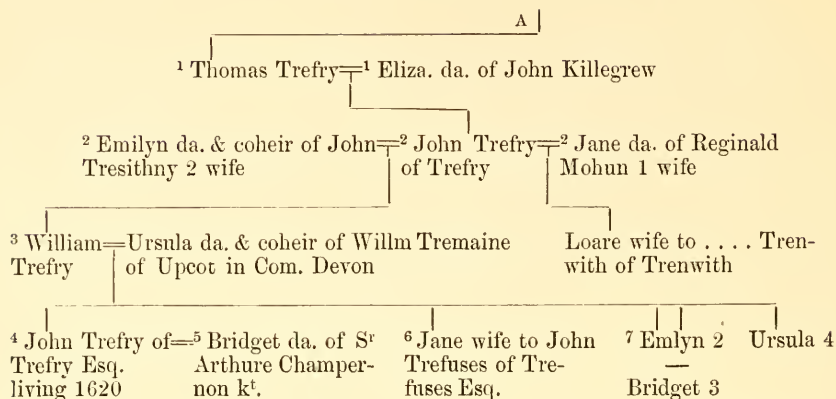 A
¹ Thomas Trefry ¹ Eliza. da. of John Killegrew
² Emilyn da. & coheir of John
Tresithny 2 wife
² John Trefry
of Trefry
² Jane da. of Reginald
Mohun 1 wife
³ William
Trefry
Ursula da. & coheir of Willm Tremaine
of Upcot in Com. Devon
Loare wife to .... Tren-
with of Trenwith
⁴ John Trefry of
Trefry Esq.
living 1620
⁵ Bridget da. of Sʳ
Arthure Champer-
non kᵗ.
⁶ Jane wife to John
Trefuses of Tre-
fuses Esq.
⁷ Emlyn 2
—
Bridget 3
Ursula 4